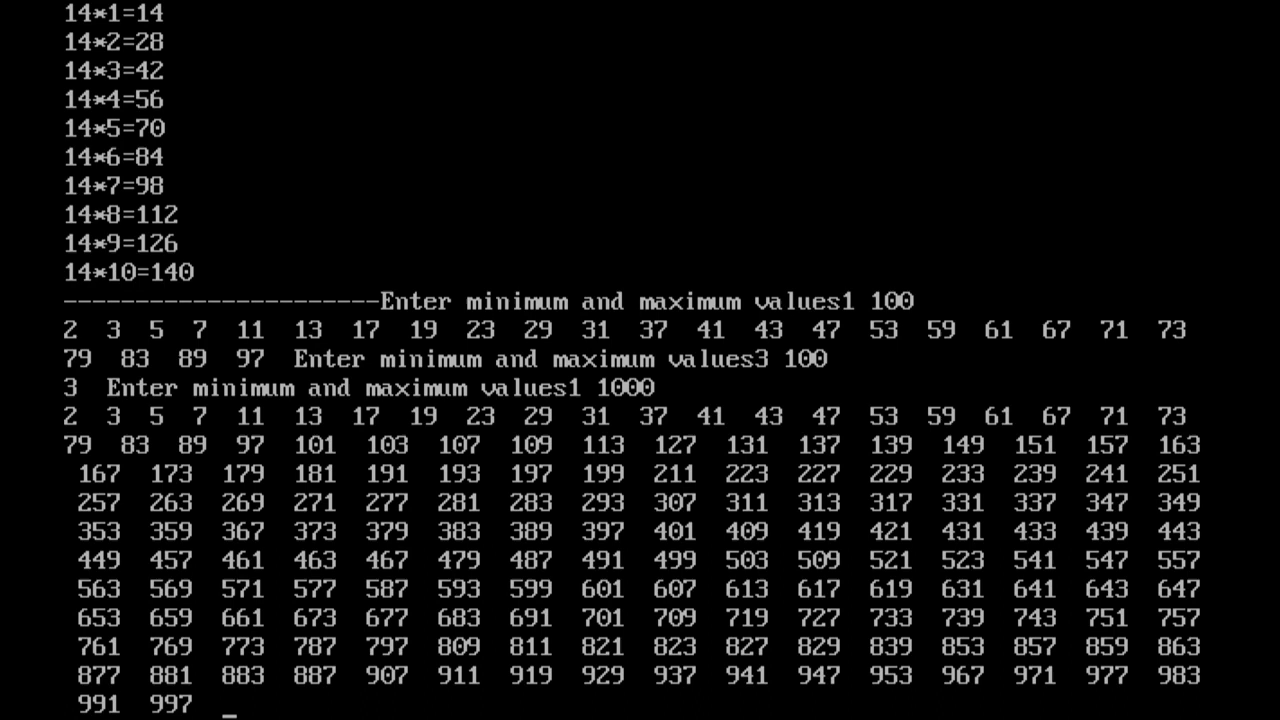 14*1=14
14*2=28
14*3=42
14*4=56
14*5=70
14*6=84
14*7=98
14*8=112
14*9=126
14*10=140
----------------------Enter minimum and maximum values1 100
2  3  5  7  11  13  17  19  23  29  31  37  41  43  47  53  59  61  67  71  73
79  83  89  97  Enter minimum and maximum values3 100
3  Enter minimum and maximum values1 1000
2  3  5  7  11  13  17  19  23  29  31  37  41  43  47  53  59  61  67  71  73
79  83  89  97  101  103  107  109  113  127  131  137  139  149  151  157  163
167  173  179  181  191  193  197  199  211  223  227  229  233  239  241  251
257  263  269  271  277  281  283  293  307  311  313  317  331  337  347  349
353  359  367  373  379  383  389  397  401  409  419  421  431  433  439  443
449  457  461  463  467  479  487  491  499  503  509  521  523  541  547  557
563  569  571  577  587  593  599  601  607  613  617  619  631  641  643  647
653  659  661  673  677  683  691  701  709  719  727  733  739  743  751  757
761  769  773  787  797  809  811  821  823  827  829  839  853  857  859  863
877  881  883  887  907  911  919  929  937  941  947  953  967  971  977  983
991  997  _